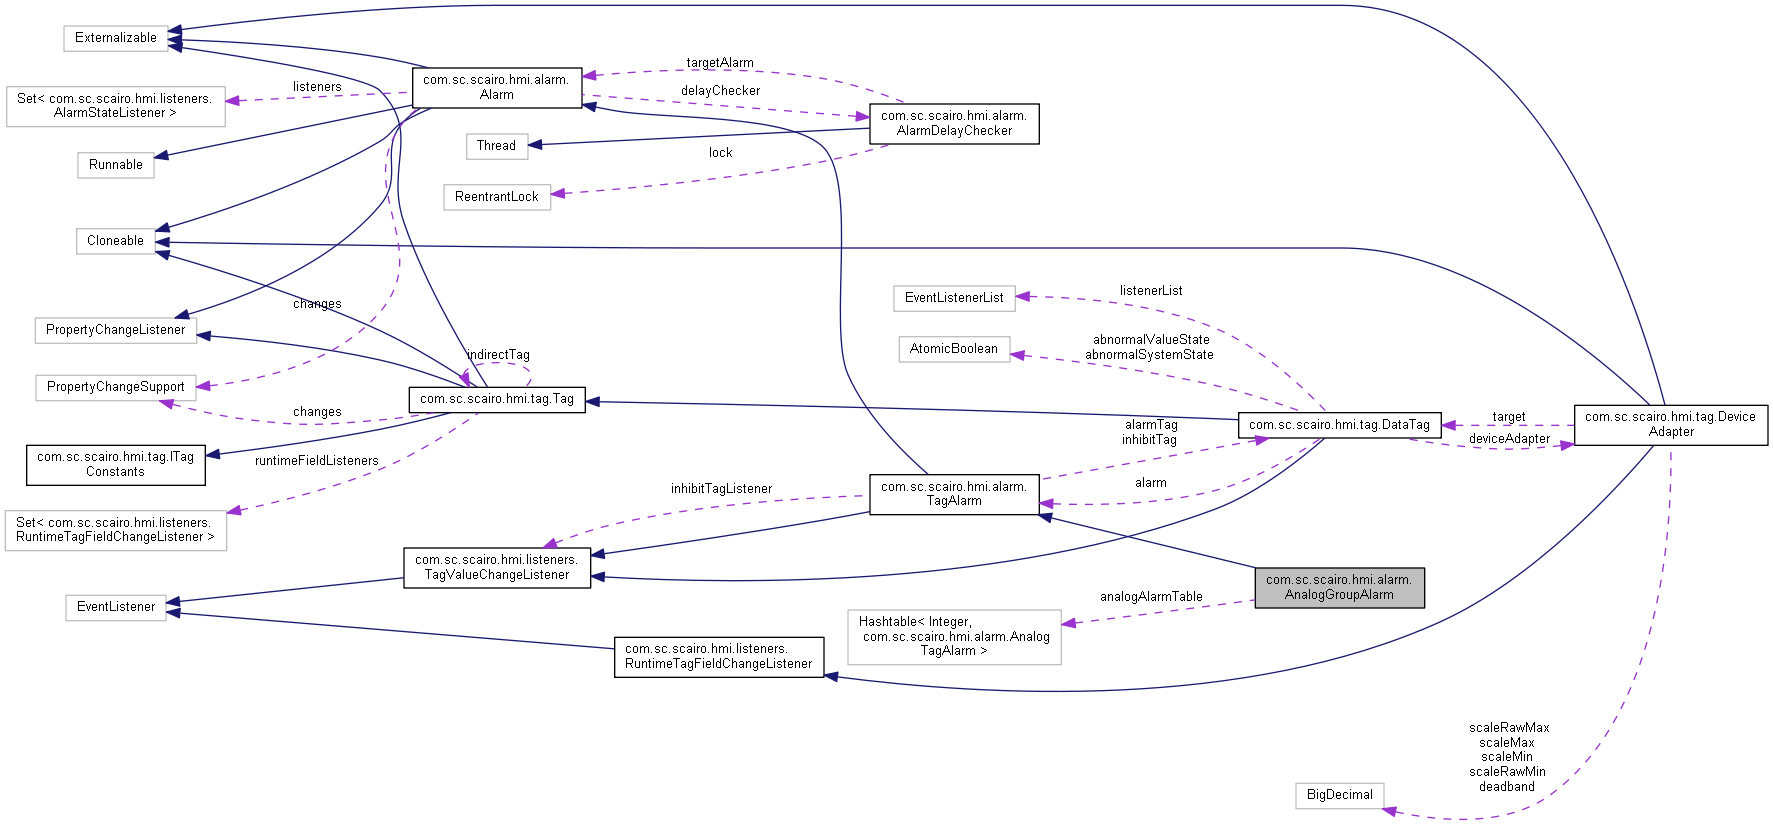 Externalizable
com.sc.scairo.hmi.alarm.
Alarm
targetAlarm
listeners
delayChecker
Set< com.sc.scairo.hmi.listeners.
AlarmStateListener >
com.sc.scairo.hmi.alarm.
AlarmDelayChecker
Thread
lock
Runnable
ReentrantLock
Cloneable
listenerList
EventListenerList
changes
PropertyChangeListener
abnormalValueState
abnormalSystemState
AtomicBoolean
indirectTag
PropertyChangeSupport
com.sc.scairo.hmi.tag.Tag
changes
target
com.sc.scairo.hmi.tag.Device
Adapter
com.sc.scairo.hmi.tag.DataTag
alarmTag
inhibitTag
deviceAdapter
com.sc.scairo.hmi.tag.ITag
Constants
runtimeFieldListeners
alarm
inhibitTagListener
com.sc.scairo.hmi.alarm.
TagAlarm
Set< com.sc.scairo.hmi.listeners.
RuntimeTagFieldChangeListener >
com.sc.scairo.hmi.listeners.
TagValueChangeListener
com.sc.scairo.hmi.alarm.
AnalogGroupAlarm
analogAlarmTable
EventListener
Hashtable< Integer,
com.sc.scairo.hmi.alarm.Analog
TagAlarm >
com.sc.scairo.hmi.listeners.
RuntimeTagFieldChangeListener
scaleRawMax
scaleMax
scaleMin
scaleRawMin
deadband
BigDecimal